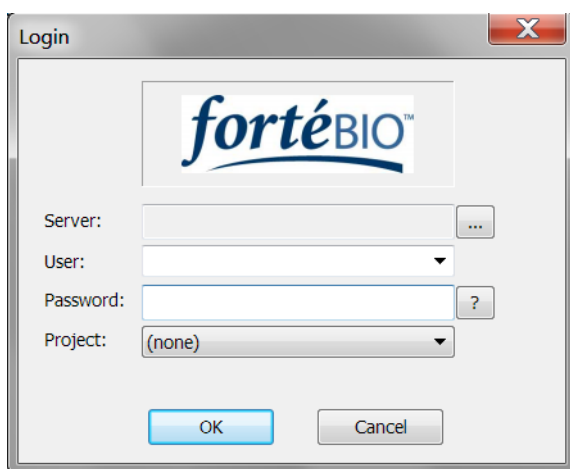 Login
fortéBIO™
Server:
...
User:
Password:
?
Project:
(none)
OK
Cancel